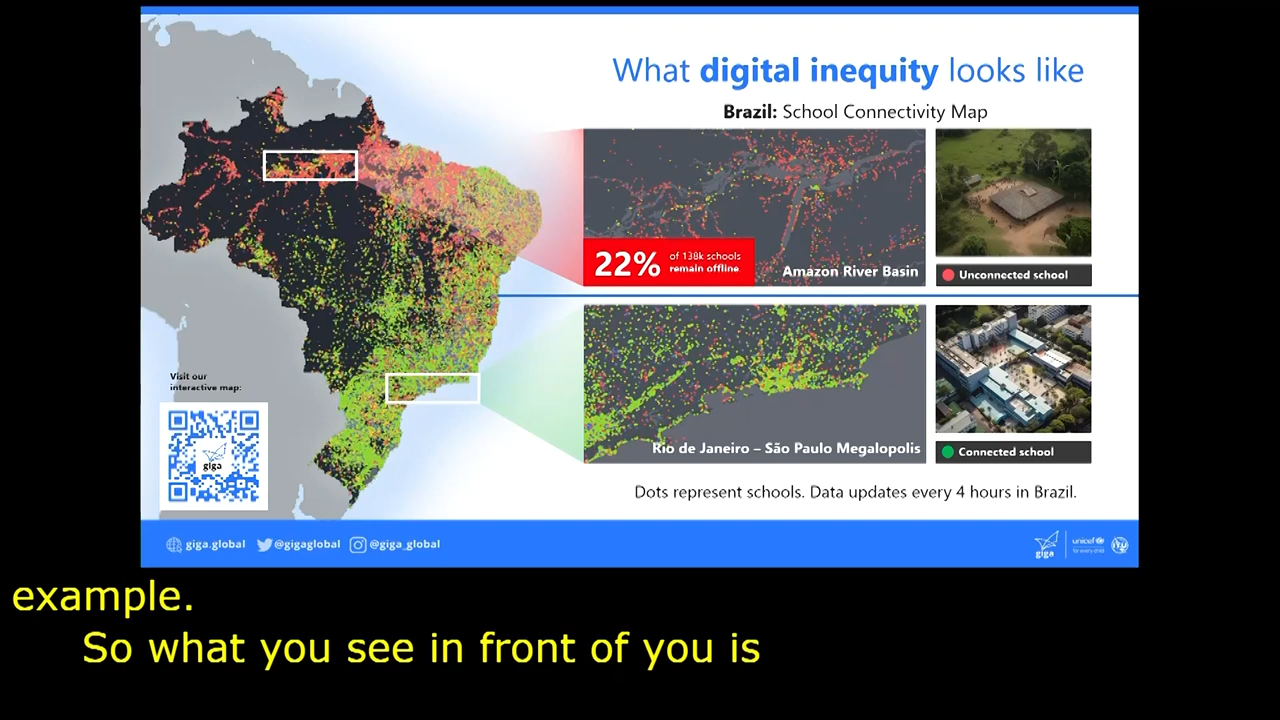 What digital inequity looks like
Brazil: School Connectivity Map
22%
of 138k schools
remain offline
Amazon River Basin
Unconnected school
Rio de Janeiro – São Paulo Megalopolis
Connected school
Visit our
interactive map:
giga
Dots represent schools. Data updates every 4 hours in Brazil.
giga.global
@gigaglobal
@giga_global
giga
unicef
for every child
ITU
example.
So what you see in front of you is